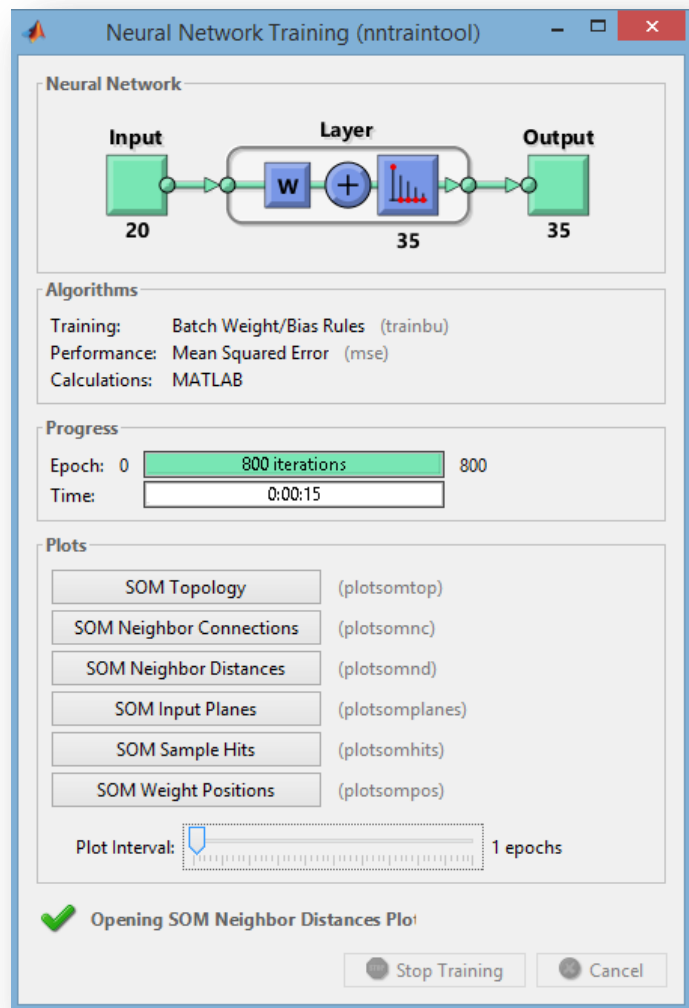 Neural Network Training (nntraintool)
Neural Network
Input Layer Output
W +
20 35 35
Algorithms
Training: Batch Weight/Bias Rules (trainbu)
Performance: Mean Squared Error (mse)
Calculations: MATLAB
Progress
Epoch: 0 800 iterations 800
Time: 0:00:15
Plots
SOM Topology (plotsomtop)
SOM Neighbor Connections (plotsomnc)
SOM Neighbor Distances (plotsomnd)
SOM Input Planes (plotsomplanes)
SOM Sample Hits (plotsomhits)
SOM Weight Positions (plotsompos)
Plot Interval: 1 epochs
Opening SOM Neighbor Distances Plot
Stop Training Cancel